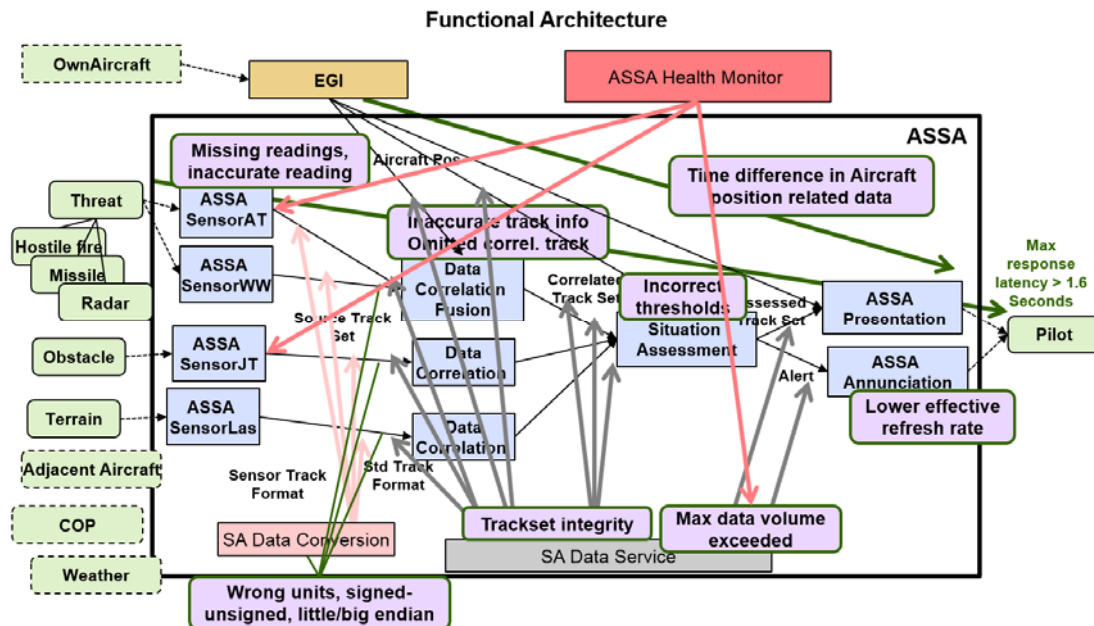 Functional Architecture
OwnAircraft
EGI
ASSA Health Monitor
ASSA
Missing readings,
inaccurate reading
Aircraft Pos
Time difference in Aircraft
position related data
Threat
Hostile fire
Missile
Radar
ASSA
SensorAT
Inaccurate track info
Omitted correl. track
ASSA
SensorWW
Data
Correlation
Fusion
Correlated
Track Set
Incorrect
thresholds
Max
response
latency > 1.6
Seconds
Source Track
Set
Situation
Assessment
Track Set
ASSA
Presentation
Pilot
Obstacle
ASSA
SensorJT
Data
Correlation
Alert
ASSA
Annunciation
Lower effective
refresh rate
Terrain
ASSA
SensorLas
Data
Correlation
Adjacent Aircraft
Sensor Track
Format
Std Track
Format
COP
SA Data Conversion
Trackset integrity
Max data volume
exceeded
SA Data Service
Weather
Wrong units, signed-
unsigned, little/big endian